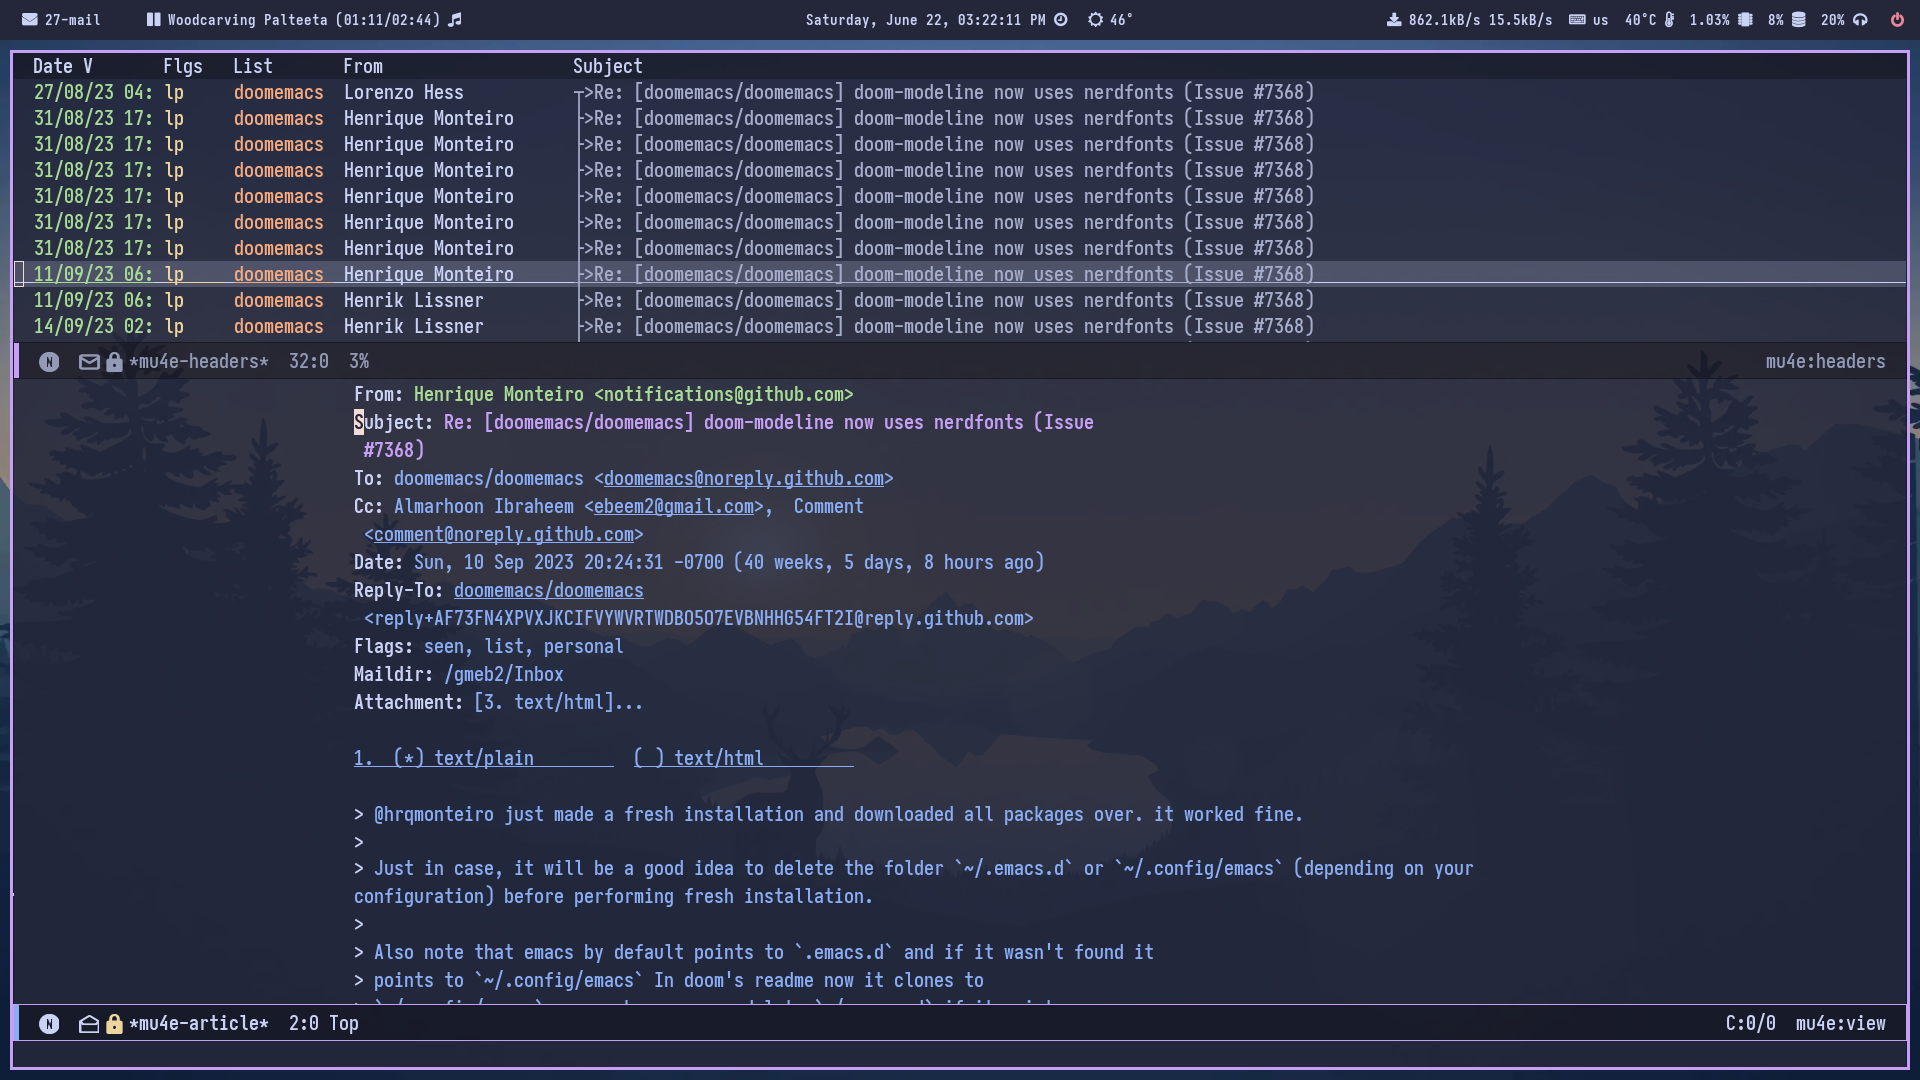 27-mail Woodcarving Palteeta (01:11/02:44) Saturday, June 22, 03:22:11 PM 46° 862.1kB/s 15.5kB/s us 40°C 1.03% 8% 20%
Date V Flgs List From Subject
27/08/23 04: lp doomemacs Lorenzo Hess ┬>Re: [doomemacs/doomemacs] doom-modeline now uses nerdfonts (Issue #7368)
31/08/23 17: lp doomemacs Henrique Monteiro ├>Re: [doomemacs/doomemacs] doom-modeline now uses nerdfonts (Issue #7368)
31/08/23 17: lp doomemacs Henrique Monteiro ├>Re: [doomemacs/doomemacs] doom-modeline now uses nerdfonts (Issue #7368)
31/08/23 17: lp doomemacs Henrique Monteiro ├>Re: [doomemacs/doomemacs] doom-modeline now uses nerdfonts (Issue #7368)
31/08/23 17: lp doomemacs Henrique Monteiro ├>Re: [doomemacs/doomemacs] doom-modeline now uses nerdfonts (Issue #7368)
31/08/23 17: lp doomemacs Henrique Monteiro ├>Re: [doomemacs/doomemacs] doom-modeline now uses nerdfonts (Issue #7368)
31/08/23 17: lp doomemacs Henrique Monteiro ├>Re: [doomemacs/doomemacs] doom-modeline now uses nerdfonts (Issue #7368)
11/09/23 06: lp doomemacs Henrique Monteiro ├>Re: [doomemacs/doomemacs] doom-modeline now uses nerdfonts (Issue #7368)
11/09/23 06: lp doomemacs Henrik Lissner ├>Re: [doomemacs/doomemacs] doom-modeline now uses nerdfonts (Issue #7368)
14/09/23 02: lp doomemacs Henrik Lissner ├>Re: [doomemacs/doomemacs] doom-modeline now uses nerdfonts (Issue #7368)
N *mu4e-headers* 32:0 3% mu4e:headers
From: Henrique Monteiro <notifications@github.com>
Subject: Re: [doomemacs/doomemacs] doom-modeline now uses nerdfonts (Issue
#7368)
To: doomemacs/doomemacs <doomemacs@noreply.github.com>
Cc: Almarhoon Ibraheem <ebeem2@gmail.com>, Comment
<comment@noreply.github.com>
Date: Sun, 10 Sep 2023 20:24:31 -0700 (40 weeks, 5 days, 8 hours ago)
Reply-To: doomemacs/doomemacs
<reply+AF73FN4XPVXJKCIFVYWVRTWDBO5O7EVBNHHG54FT2I@reply.github.com>
Flags: seen, list, personal
Maildir: /gmeb2/Inbox
Attachment: [3. text/html]...
1. (*) text/plain ( ) text/html
> @hrqmonteiro just made a fresh installation and downloaded all packages over. it worked fine.
>
> Just in case, it will be a good idea to delete the folder `~/.emacs.d` or `~/.config/emacs` (depending on your
configuration) before performing fresh installation.
>
> Also note that emacs by default points to `.emacs.d` and if it wasn't found it
> points to `~/.config/emacs` In doom's readme now it clones to
N *mu4e-article* 2:0 Top C:0/0 mu4e:view